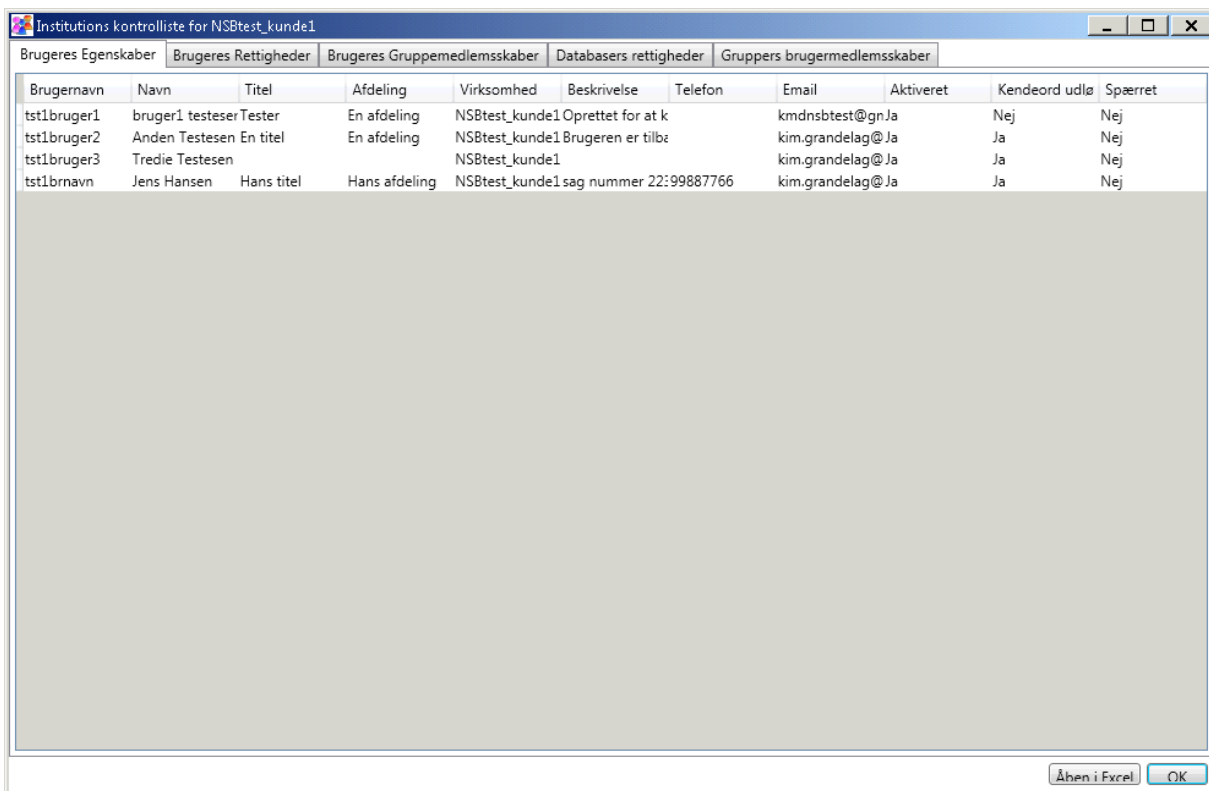 Institutions kontrolliste for NSBtest_kunde1
Brugeres Egenskaber Brugeres Rettigheder Brugeres Gruppemedlemsskaber Databasers rettigheder Gruppers brugermedlemsskaber
Brugernavn Navn Titel Afdeling Virksomhed Beskrivelse Telefon Email Aktiveret Kendeord udlø Spærret
tst1bruger1 bruger1 testeser Tester En afdeling NSBtest_kunde1 Oprettet for at k kmdnsbtest@gn Ja Nej Nej
tst1bruger2 Anden Testesen En titel En afdeling NSBtest_kunde1 Brugeren er tilba kim.grandelag@ Ja Ja Nej
tst1bruger3 Tredie Testesen NSBtest_kunde1 kim.grandelag@ Ja Ja Nej
tst1brnavn Jens Hansen Hans titel Hans afdeling NSBtest_kunde1 sag nummer 223 99887766 kim.grandelag@ Ja Ja Nej
Åben i Excel OK